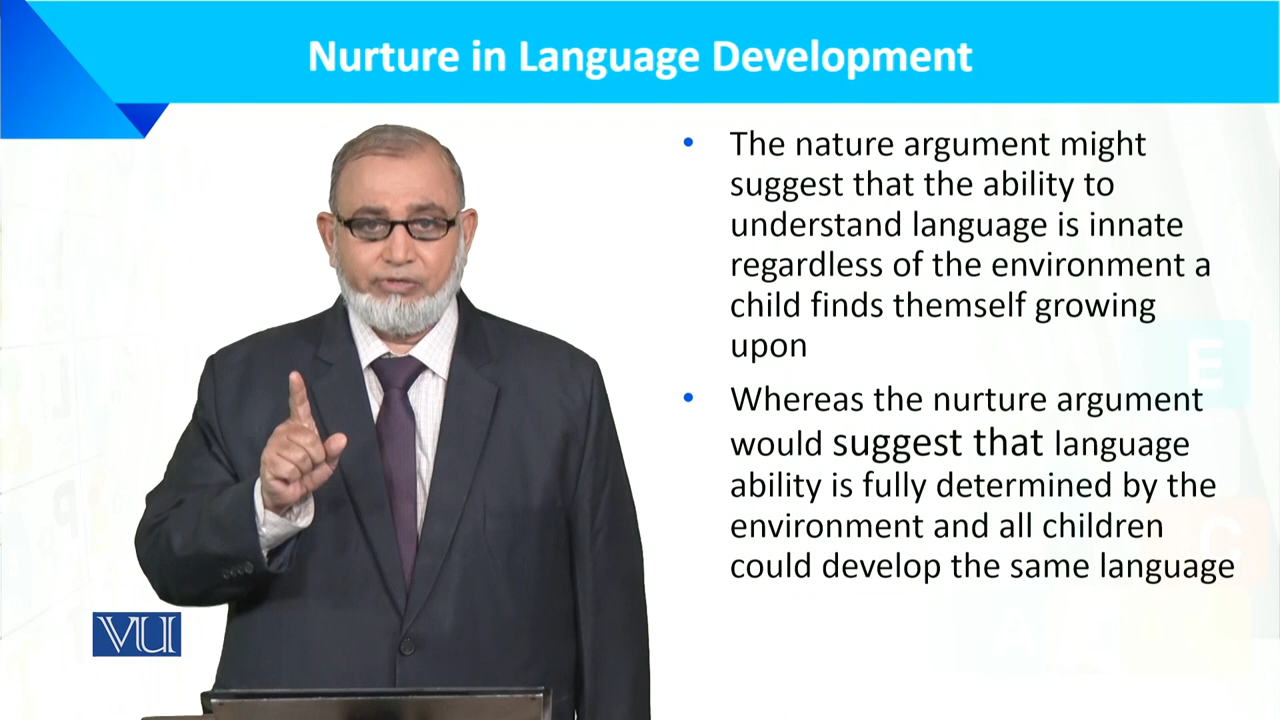 Nurture in Language Development
• The nature argument might
suggest that the ability to
understand language is innate
regardless of the environment a
child finds themself growing
upon
• Whereas the nurture argument
would suggest that language
ability is fully determined by the
environment and all children
could develop the same language
VU